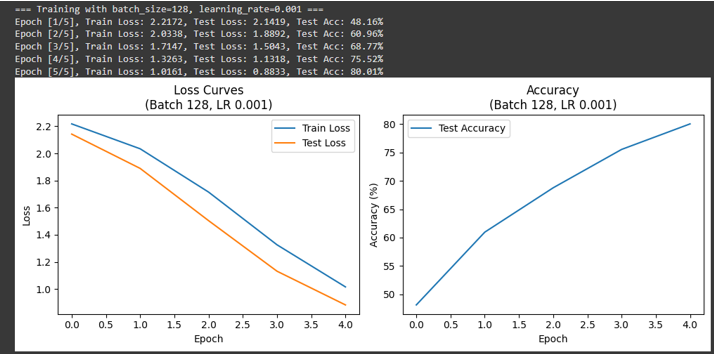 === Training with batch_size=128, learning_rate=0.001 ===
Epoch [1/5], Train Loss: 2.2172, Test Loss: 2.1419, Test Acc: 48.16%
Epoch [2/5], Train Loss: 2.0338, Test Loss: 1.8892, Test Acc: 60.96%
Epoch [3/5], Train Loss: 1.7147, Test Loss: 1.5043, Test Acc: 68.77%
Epoch [4/5], Train Loss: 1.3263, Test Loss: 1.1318, Test Acc: 75.52%
Epoch [5/5], Train Loss: 1.0161, Test Loss: 0.8833, Test Acc: 80.01%
Loss Curves
(Batch 128, LR 0.001)
Train Loss
Test Loss
Loss
2.2
2.0
1.8
1.6
1.4
1.2
1.0
0.0 0.5 1.0 1.5 2.0 2.5 3.0 3.5 4.0
Epoch
Accuracy
(Batch 128, LR 0.001)
Test Accuracy
Accuracy (%)
80
75
70
65
60
55
50
0.0 0.5 1.0 1.5 2.0 2.5 3.0 3.5 4.0
Epoch